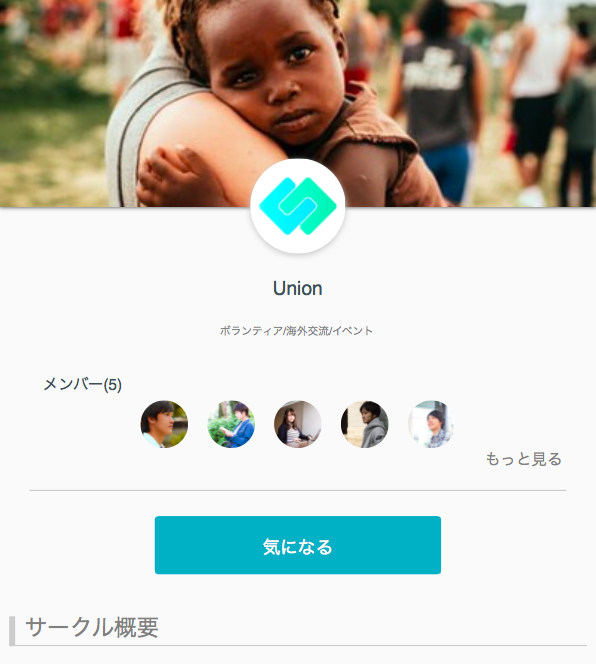 Union
ボランティア/海外交流/イベント
メンバー(5)
もっと見る
気になる
サークル概要